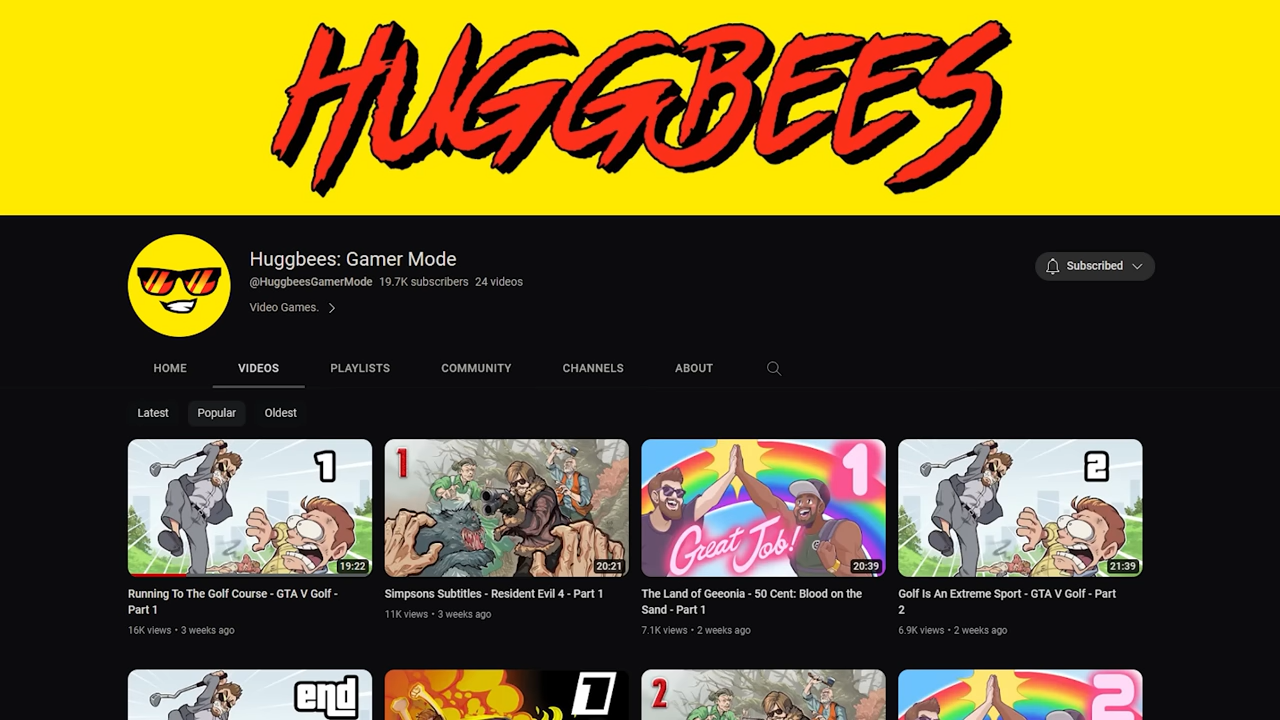 HUGGBEES
Huggbees: Gamer Mode
@HuggbeesGamerMode 19.7K subscribers 24 videos
Video Games.
Subscribed
HOME VIDEOS PLAYLISTS COMMUNITY CHANNELS ABOUT
Latest Popular Oldest
1
19:22
Running To The Golf Course - GTA V Golf -
Part 1
16K views • 3 weeks ago
1
20:21
Simpsons Subtitles - Resident Evil 4 - Part 1
11K views • 3 weeks ago
1
Great Job!
20:39
The Land of Geeonia - 50 Cent: Blood on the
Sand - Part 1
7.1K views • 2 weeks ago
2
21:39
Golf Is An Extreme Sport - GTA V Golf - Part
2
6.9K views • 2 weeks ago
end
1
2
2